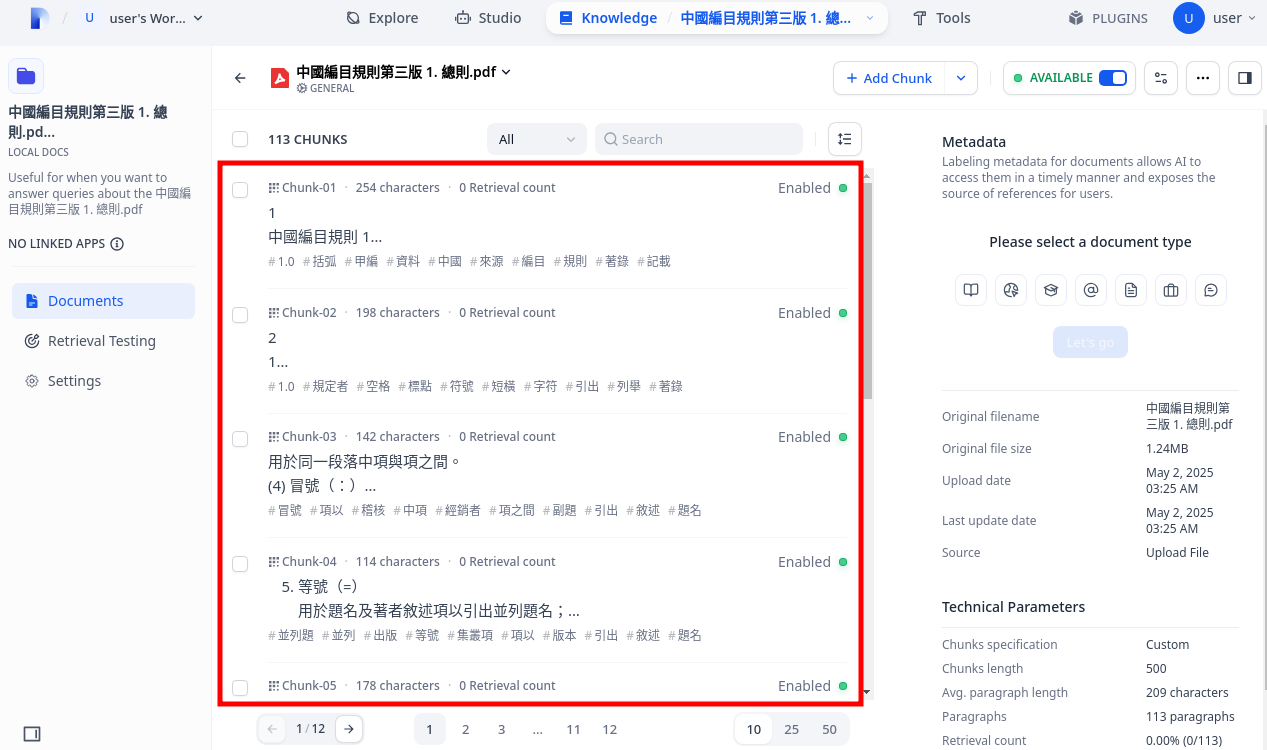 / U user's Wor...
Explore
Studio
Knowledge / 中國編目規則第三版 1. 總...
Tools
PLUGINS
U user
中國編目規則第三版 1. 總
則.pd...
LOCAL DOCS
Useful for when you want to
answer queries about the 中國編
目規則第三版 1. 總則.pdf
NO LINKED APPS
Documents
Retrieval Testing
Settings
中國編目規則第三版 1. 總則.pdf
GENERAL
+ Add Chunk
AVAILABLE
113 CHUNKS
All
Search
Chunk-01 · 254 characters · 0 Retrieval count Enabled
1
中國編目規則 1...
# 1.0 # 括弧 # 甲編 # 資料 # 中國 # 來源 # 編目 # 規則 # 著錄 # 記載
Chunk-02 · 198 characters · 0 Retrieval count Enabled
2
1...
# 1.0 # 規定者 # 空格 # 標點 # 符號 # 短橫 # 字符 # 引出 # 列舉 # 著錄
Chunk-03 · 142 characters · 0 Retrieval count Enabled
用於同一段落中項與項之間。
(4) 冒號（：）...
# 冒號 # 項以 # 稽核 # 中項 # 經銷者 # 項之間 # 副題 # 引出 # 敘述 # 題名
Chunk-04 · 114 characters · 0 Retrieval count Enabled
5. 等號（=）
用於題名及著者敘述項以引出並列題名；...
# 並列題 # 並列 # 出版 # 等號 # 集叢項 # 項以 # 版本 # 引出 # 敘述 # 題名
Chunk-05 · 178 characters · 0 Retrieval count Enabled
1 / 12
1 2 3 ... 11 12
10 25 50
Metadata
Labeling metadata for documents allows AI to
access them in a timely manner and exposes the
source of references for users.
Please select a document type
Let's go
Original filename 中國編目規則第
三版 1. 總則.pdf
Original file size 1.24MB
Upload date May 2, 2025
03:25 AM
Last update date May 2, 2025
03:25 AM
Source Upload File
Technical Parameters
Chunks specification Custom
Chunks length 500
Avg. paragraph length 209 characters
Paragraphs 113 paragraphs
Retrieval count 0.00% (0/113)